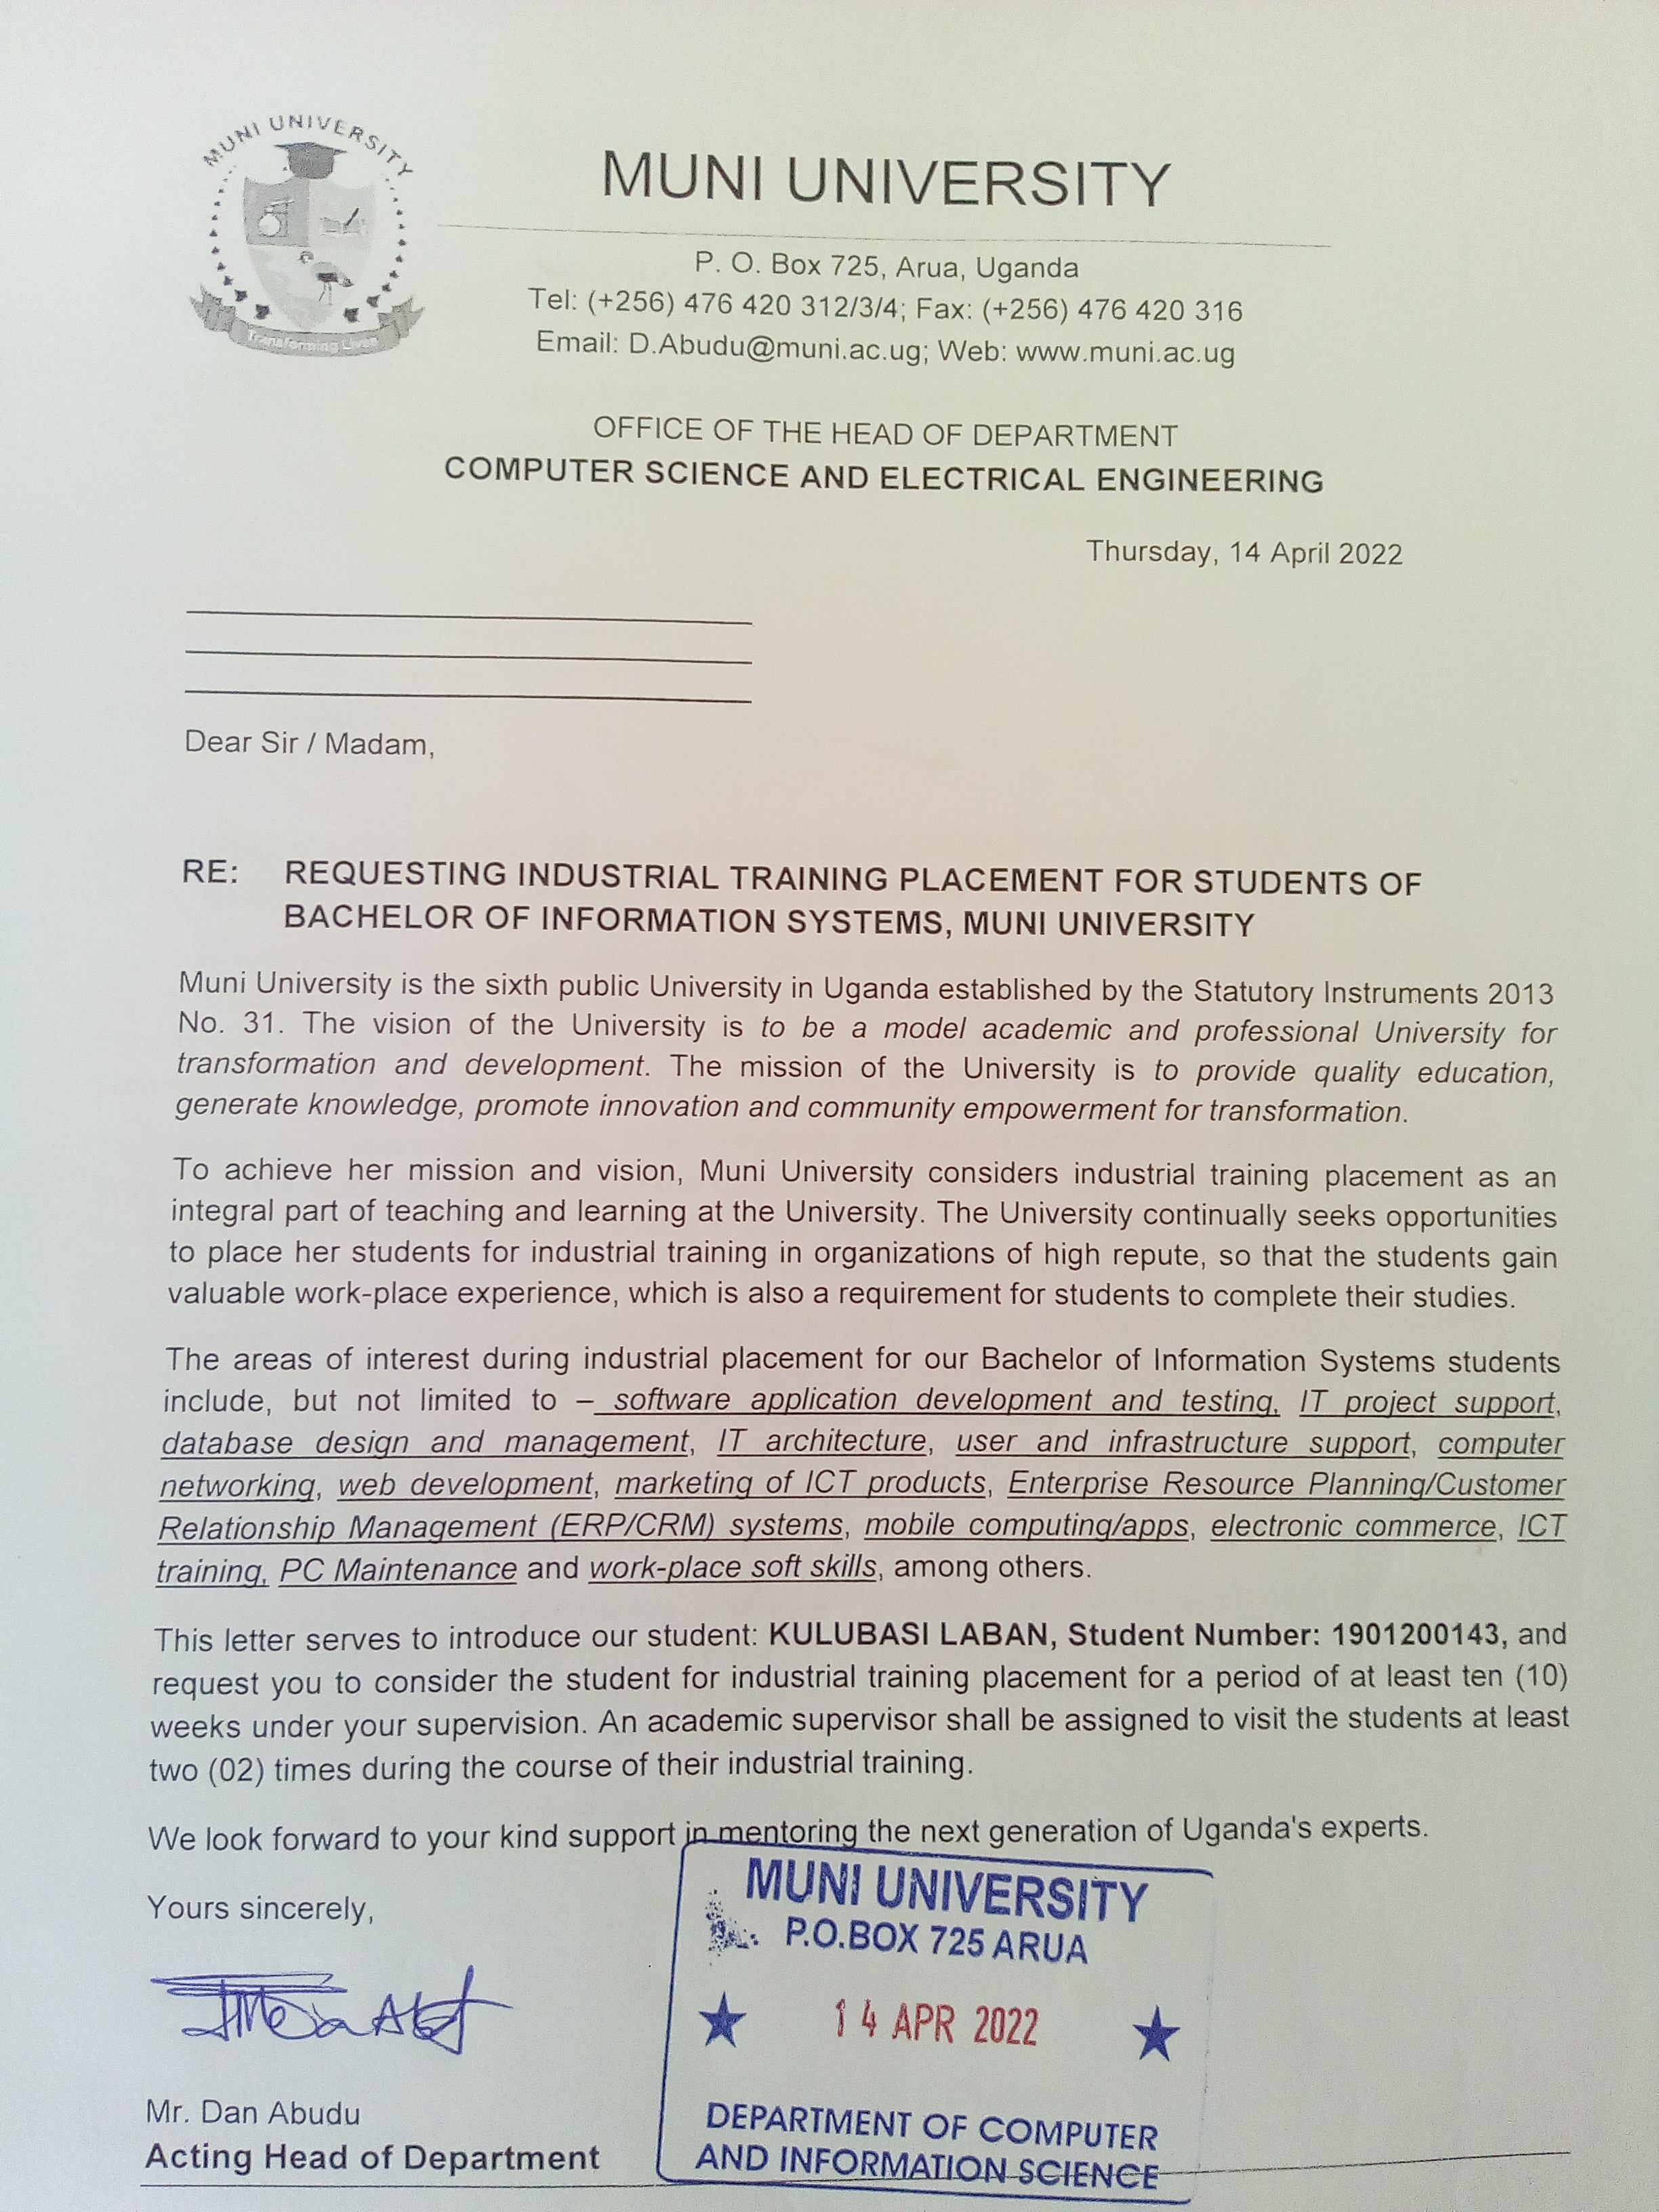 MUNI UNIVERSITY
Transforming Lives
MUNI UNIVERSITY
P. O. Box 725, Arua, Uganda
Tel: (+256) 476 420 312/3/4; Fax: (+256) 476 420 316
Email: D.Abudu@muni.ac.ug; Web: www.muni.ac.ug
OFFICE OF THE HEAD OF DEPARTMENT
COMPUTER SCIENCE AND ELECTRICAL ENGINEERING
Thursday, 14 April 2022
Dear Sir / Madam,
RE: REQUESTING INDUSTRIAL TRAINING PLACEMENT FOR STUDENTS OF
BACHELOR OF INFORMATION SYSTEMS, MUNI UNIVERSITY
Muni University is the sixth public University in Uganda established by the Statutory Instruments 2013
No. 31. The vision of the University is to be a model academic and professional University for
transformation and development. The mission of the University is to provide quality education,
generate knowledge, promote innovation and community empowerment for transformation.
To achieve her mission and vision, Muni University considers industrial training placement as an
integral part of teaching and learning at the University. The University continually seeks opportunities
to place her students for industrial training in organizations of high repute, so that the students gain
valuable work-place experience, which is also a requirement for students to complete their studies.
The areas of interest during industrial placement for our Bachelor of Information Systems students
include, but not limited to – software application development and testing, IT project support,
database design and management, IT architecture, user and infrastructure support, computer
networking, web development, marketing of ICT products, Enterprise Resource Planning/Customer
Relationship Management (ERP/CRM) systems, mobile computing/apps, electronic commerce, ICT
training, PC Maintenance and work-place soft skills, among others.
This letter serves to introduce our student: KULUBASI LABAN, Student Number: 1901200143, and
request you to consider the student for industrial training placement for a period of at least ten (10)
weeks under your supervision. An academic supervisor shall be assigned to visit the students at least
two (02) times during the course of their industrial training.
We look forward to your kind support in mentoring the next generation of Uganda's experts.
Yours sincerely,
Mr. Dan Abudu
Acting Head of Department
MUNI UNIVERSITY
P.O.BOX 725 ARUA
14 APR 2022
DEPARTMENT OF COMPUTER
AND INFORMATION SCIENCE